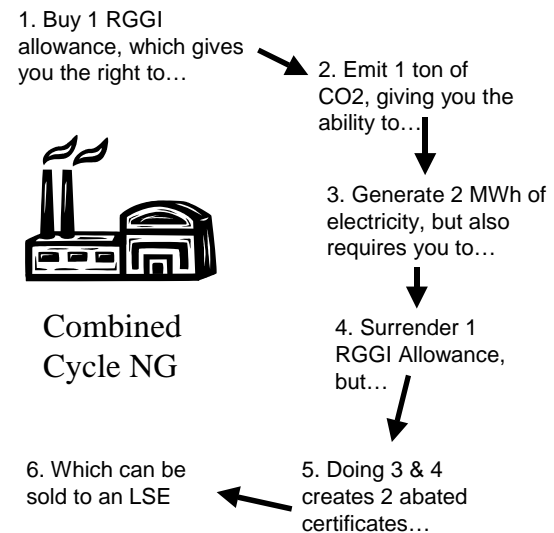 1. Buy 1 RGGI
allowance, which gives
you the right to…
2. Emit 1 ton of
CO2, giving you the
ability to…
3. Generate 2 MWh of
electricity, but also
requires you to…
Combined
Cycle NG
4. Surrender 1
RGGI Allowance,
but…
5. Doing 3 & 4
creates 2 abated
certificates…
6. Which can be
sold to an LSE